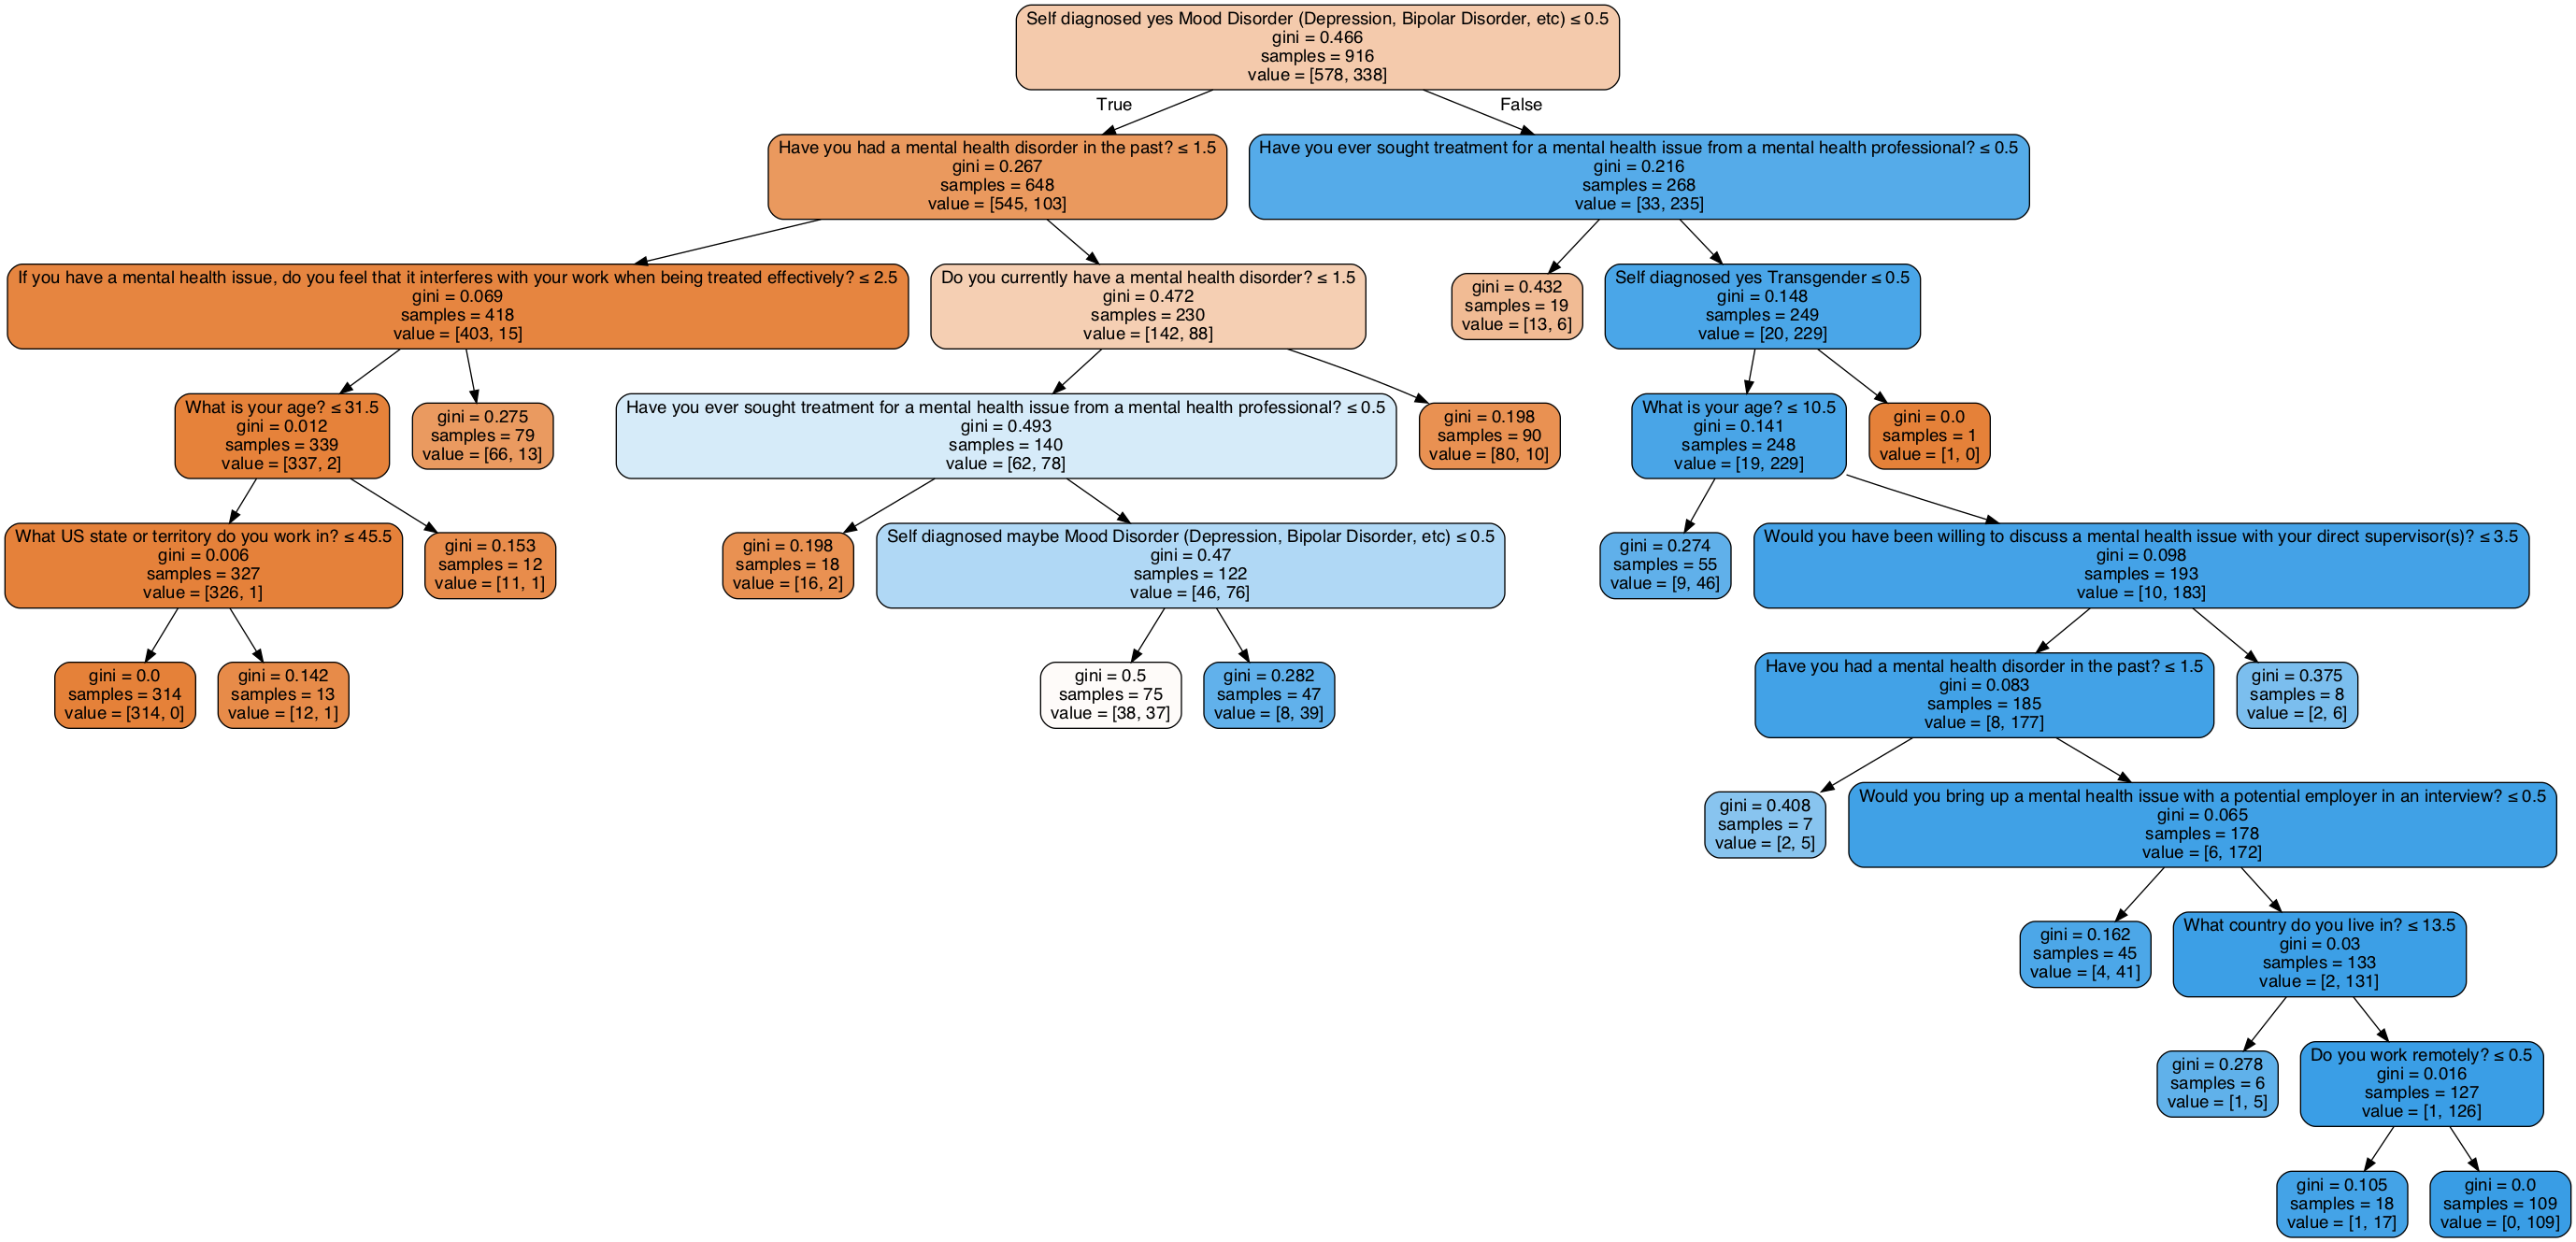 Self diagnosed yes Mood Disorder (Depression, Bipolar Disorder, etc) ≤ 0.5
gini = 0.466
samples = 916
value = [578, 338]
True
False
Have you had a mental health disorder in the past? ≤ 1.5
gini = 0.267
samples = 648
value = [545, 103]
Have you ever sought treatment for a mental health issue from a mental health professional? ≤ 0.5
gini = 0.216
samples = 268
value = [33, 235]
If you have a mental health issue, do you feel that it interferes with your work when being treated effectively? ≤ 2.5
gini = 0.069
samples = 418
value = [403, 15]
Do you currently have a mental health disorder? ≤ 1.5
gini = 0.472
samples = 230
value = [142, 88]
gini = 0.432
samples = 19
value = [13, 6]
Self diagnosed yes Transgender ≤ 0.5
gini = 0.148
samples = 249
value = [20, 229]
What is your age? ≤ 31.5
gini = 0.012
samples = 339
value = [337, 2]
gini = 0.275
samples = 79
value = [66, 13]
Have you ever sought treatment for a mental health issue from a mental health professional? ≤ 0.5
gini = 0.493
samples = 140
value = [62, 78]
gini = 0.198
samples = 90
value = [80, 10]
What is your age? ≤ 10.5
gini = 0.141
samples = 248
value = [19, 229]
gini = 0.0
samples = 1
value = [1, 0]
What US state or territory do you work in? ≤ 45.5
gini = 0.006
samples = 327
value = [326, 1]
gini = 0.153
samples = 12
value = [11, 1]
gini = 0.198
samples = 18
value = [16, 2]
Self diagnosed maybe Mood Disorder (Depression, Bipolar Disorder, etc) ≤ 0.5
gini = 0.47
samples = 122
value = [46, 76]
gini = 0.274
samples = 55
value = [9, 46]
Would you have been willing to discuss a mental health issue with your direct supervisor(s)? ≤ 3.5
gini = 0.098
samples = 193
value = [10, 183]
gini = 0.0
samples = 314
value = [314, 0]
gini = 0.142
samples = 13
value = [12, 1]
gini = 0.5
samples = 75
value = [38, 37]
gini = 0.282
samples = 47
value = [8, 39]
Have you had a mental health disorder in the past? ≤ 1.5
gini = 0.083
samples = 185
value = [8, 177]
gini = 0.375
samples = 8
value = [2, 6]
gini = 0.408
samples = 7
value = [2, 5]
Would you bring up a mental health issue with a potential employer in an interview? ≤ 0.5
gini = 0.065
samples = 178
value = [6, 172]
gini = 0.162
samples = 45
value = [4, 41]
What country do you live in? ≤ 13.5
gini = 0.03
samples = 133
value = [2, 131]
gini = 0.278
samples = 6
value = [1, 5]
Do you work remotely? ≤ 0.5
gini = 0.016
samples = 127
value = [1, 126]
gini = 0.105
samples = 18
value = [1, 17]
gini = 0.0
samples = 109
value = [0, 109]